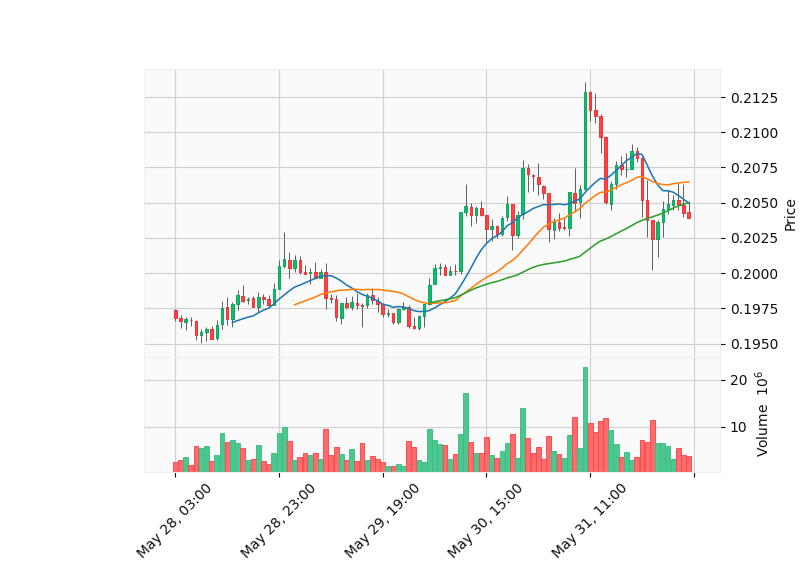 0.2125
0.2100
0.2075
0.2050
0.2025
0.2000
0.1975
0.1950
Price
20
10
Volume 10^6
May 28, 03:00
May 28, 23:00
May 29, 19:00
May 30, 15:00
May 31, 11:00